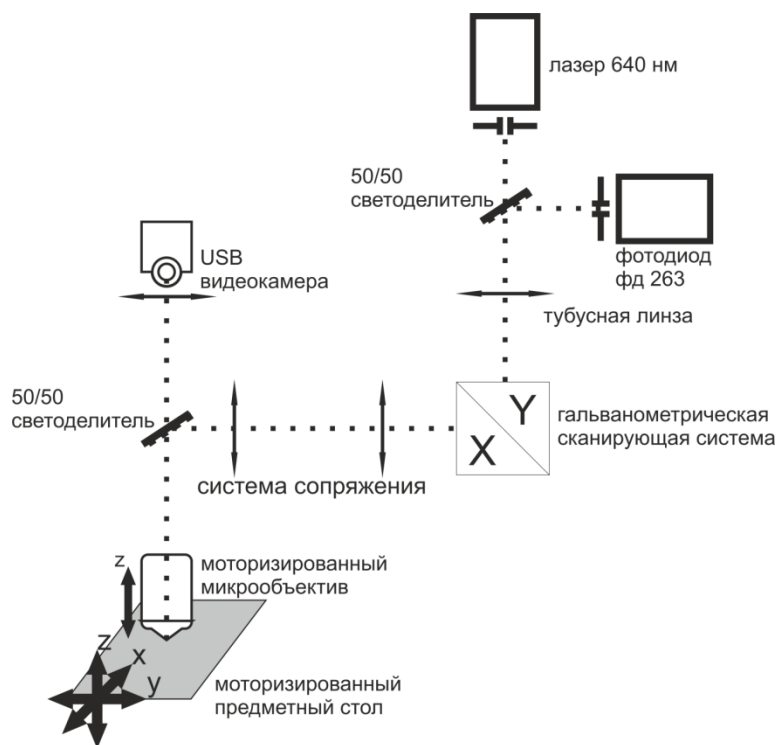 лазер 640 нм
50/50
светоделитель
фотодиод
фд 263
USB
видеокамера
тубусная линза
50/50
светоделитель
Y
X
гальванометрическая
сканирующая система
система сопряжения
z
моторизированный
микрообъектив
z
x
y
моторизированный
предметный стол